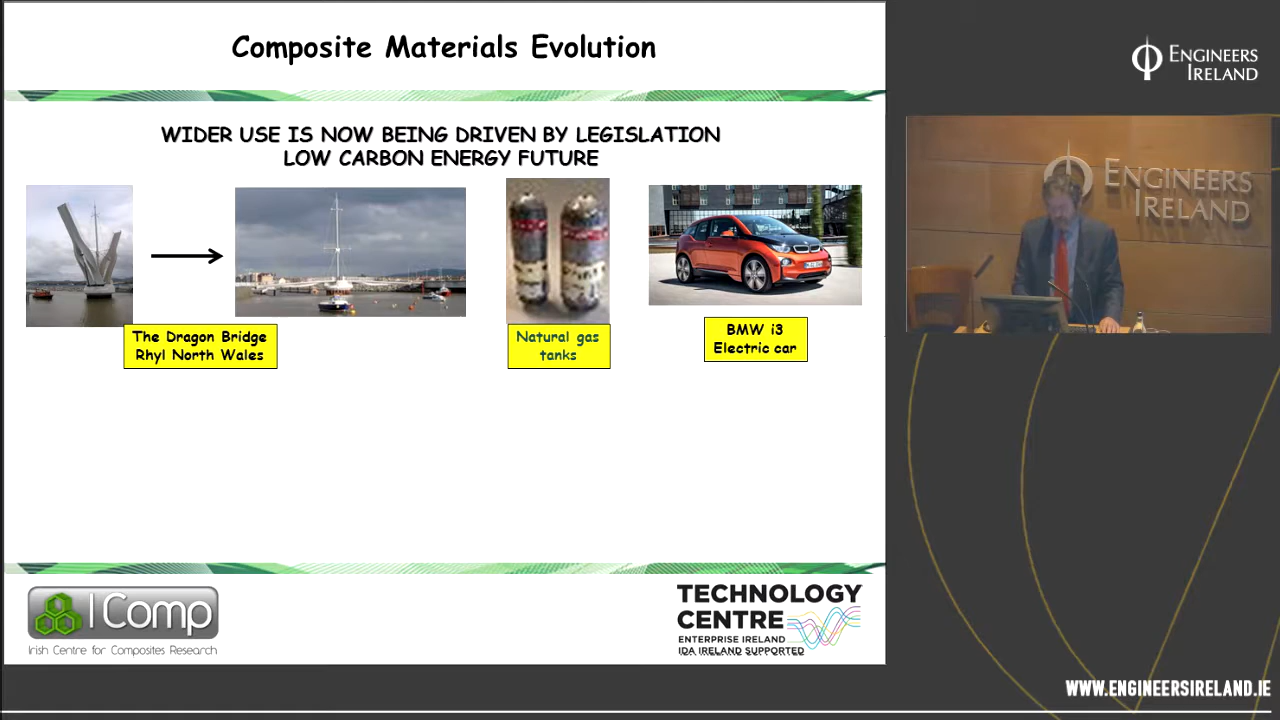 Composite Materials Evolution
WIDER USE IS NOW BEING DRIVEN BY LEGISLATION
LOW CARBON ENERGY FUTURE
The Dragon Bridge
Rhyl North Wales
Natural gas
tanks
BMW i3
Electric car
I Comp
Irish Centre for Composites Research
TECHNOLOGY
CENTRE
ENTERPRISE IRELAND
IDA IRELAND SUPPORTED
ENGINEERS
IRELAND
ENGINEERS
IRELAND
WWW.ENGINEERSIRELAND.IE